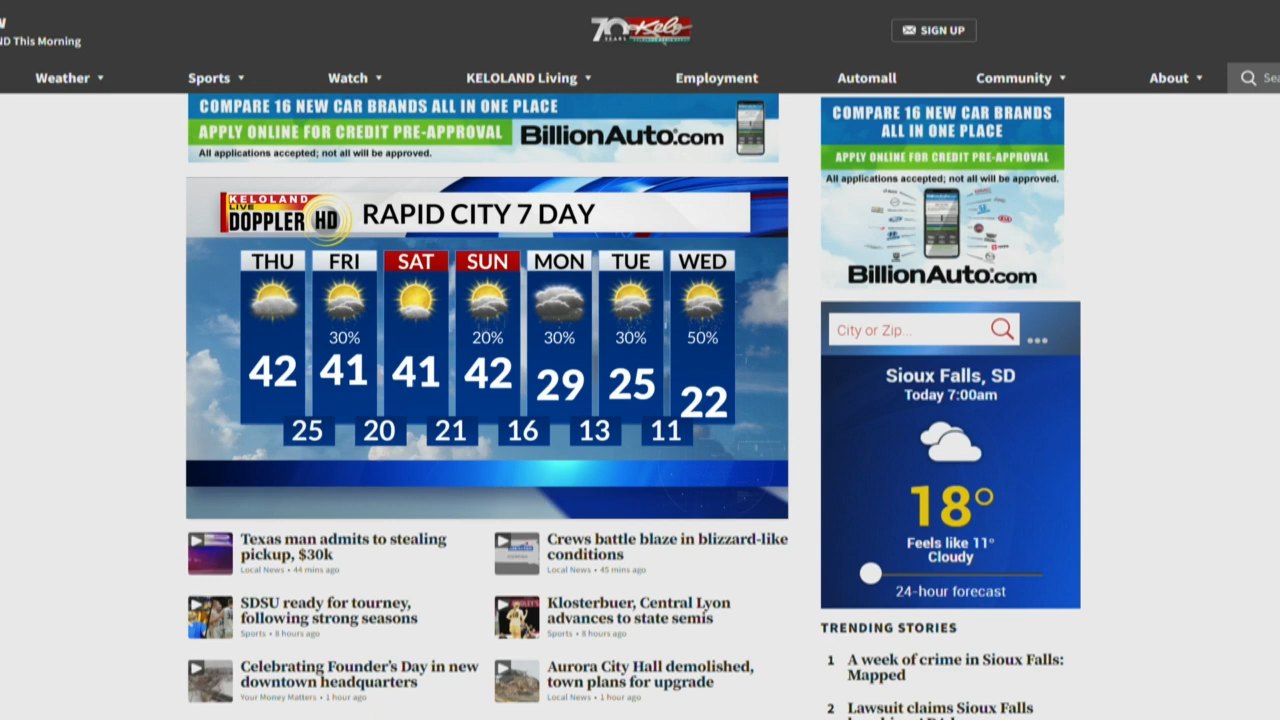 ND This Morning
70 YEARS Kelo
SIGN UP
Weather
Sports
Watch
KELOLAND Living
Employment
Automall
Community
About
COMPARE 16 NEW CAR BRANDS ALL IN ONE PLACE
APPLY ONLINE FOR CREDIT PRE-APPROVAL
BillionAuto.com
All applications accepted; not all will be approved.
KELOLAND
LIVE
DOPPLER HD
RAPID CITY 7 DAY
THU FRI SAT SUN MON TUE WED
30% 20% 30% 30% 50%
42 41 41 42 29 25 22
25 20 21 16 13 11
Texas man admits to stealing
pickup, $30k
Local News • 44 mins ago
Crews battle blaze in blizzard-like
conditions
Local News • 45 mins ago
SDSU ready for tourney,
following strong seasons
Sports • 8 hours ago
Klosterbuer, Central Lyon
advances to state semis
Sports • 8 hours ago
Celebrating Founder's Day in new
downtown headquarters
Your Money Matters • 1 hour ago
Aurora City Hall demolished,
town plans for upgrade
Local News • 1 hour ago
COMPARE 16 NEW CAR BRANDS
ALL IN ONE PLACE
APPLY ONLINE FOR CREDIT PRE-APPROVAL
All applications accepted; not all will be approved.
BillionAuto.com
City or Zip...
Sioux Falls, SD
Today 7:00am
18°
Feels like 11°
Cloudy
24-hour forecast
TRENDING STORIES
1 A week of crime in Sioux Falls:
Mapped
2 Lawsuit claims Sioux Falls